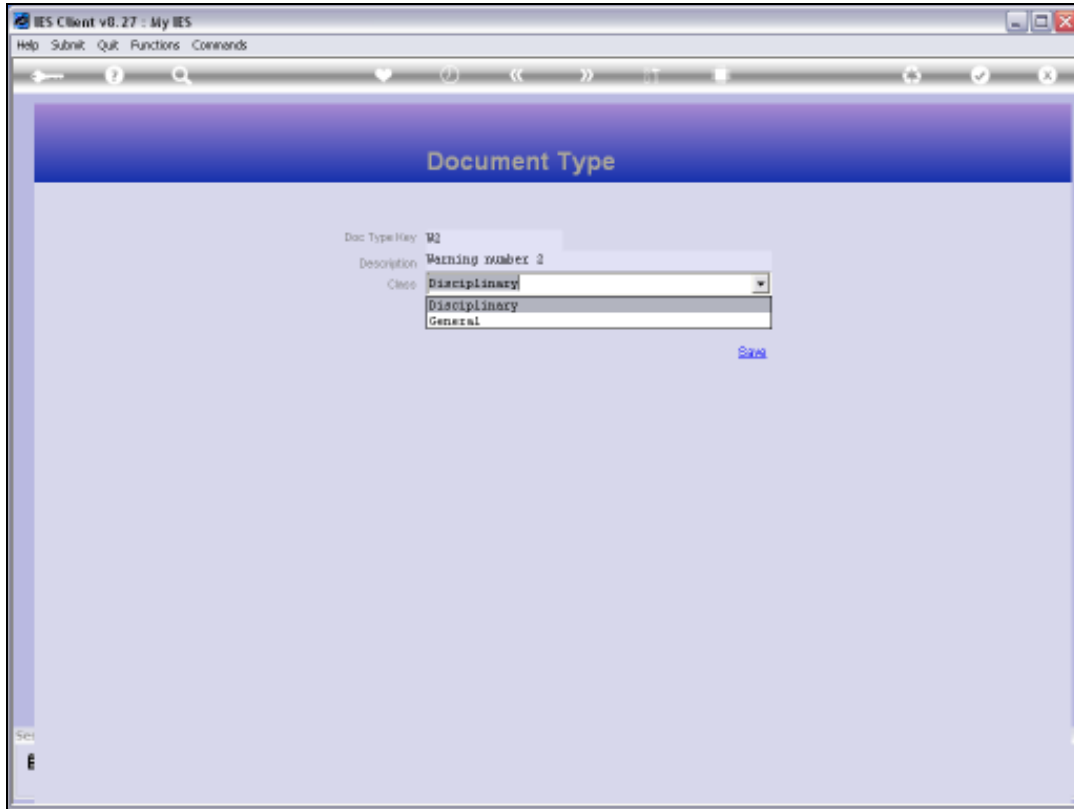 IES Client v8.27 : My IES
Help Submit Quit Functions Commands
Document Type
Doc Type Key W2
Description Warning number 2
Class Disciplinary
Disciplinary
General
Save